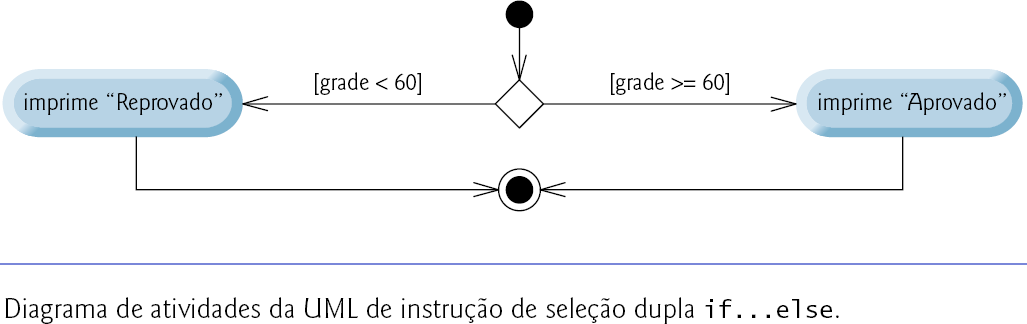 [grade < 60]
[grade >= 60]
imprime “Reprovado”
imprime “Aprovado”
Diagrama de atividades da UML de instrução de seleção dupla if...else.